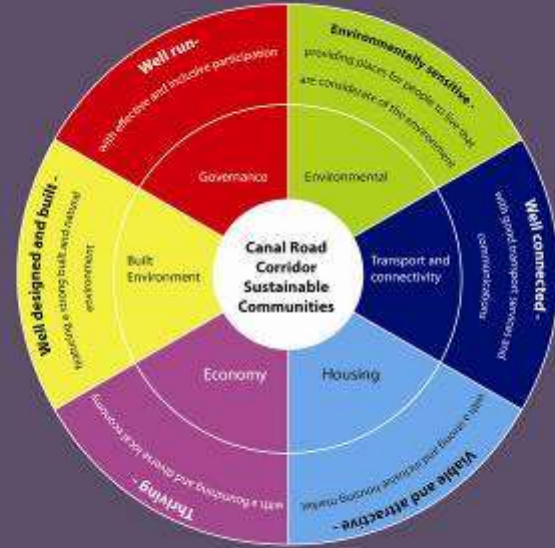 Canal Road
Corridor
Sustainable
Communities
Well run-
with effective and inclusive participation
Governance
Environmentally sensitive -
providing places for people to live that
are considerate of the environment
Environmental
Well connected -
good transport services and
communications
Transport and
connectivity
Viable and attractive -
with a strong and inclusive housing market
Housing
Thriving -
with a flourishing and diverse local economy
Economy
Well designed and built -
featuring a strong built and natural
environment
Built
Environment